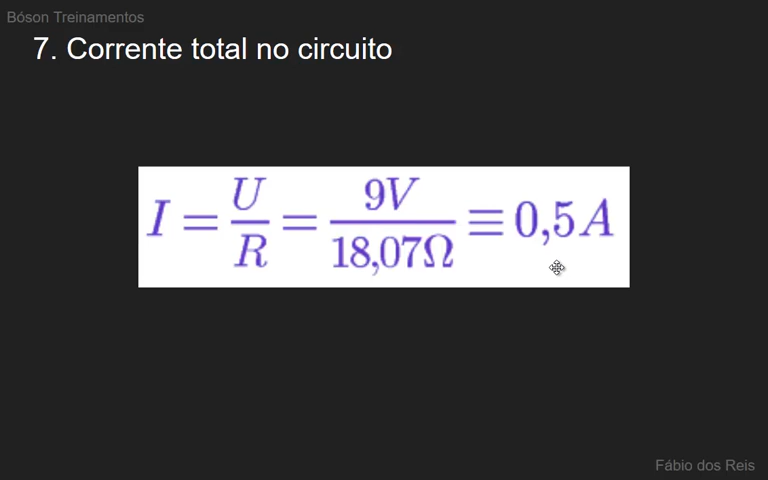 Bóson Treinamentos
7. Corrente total no circuito
I = U/R = 9V/18,07Ω ≡ 0,5A
Fábio dos Reis